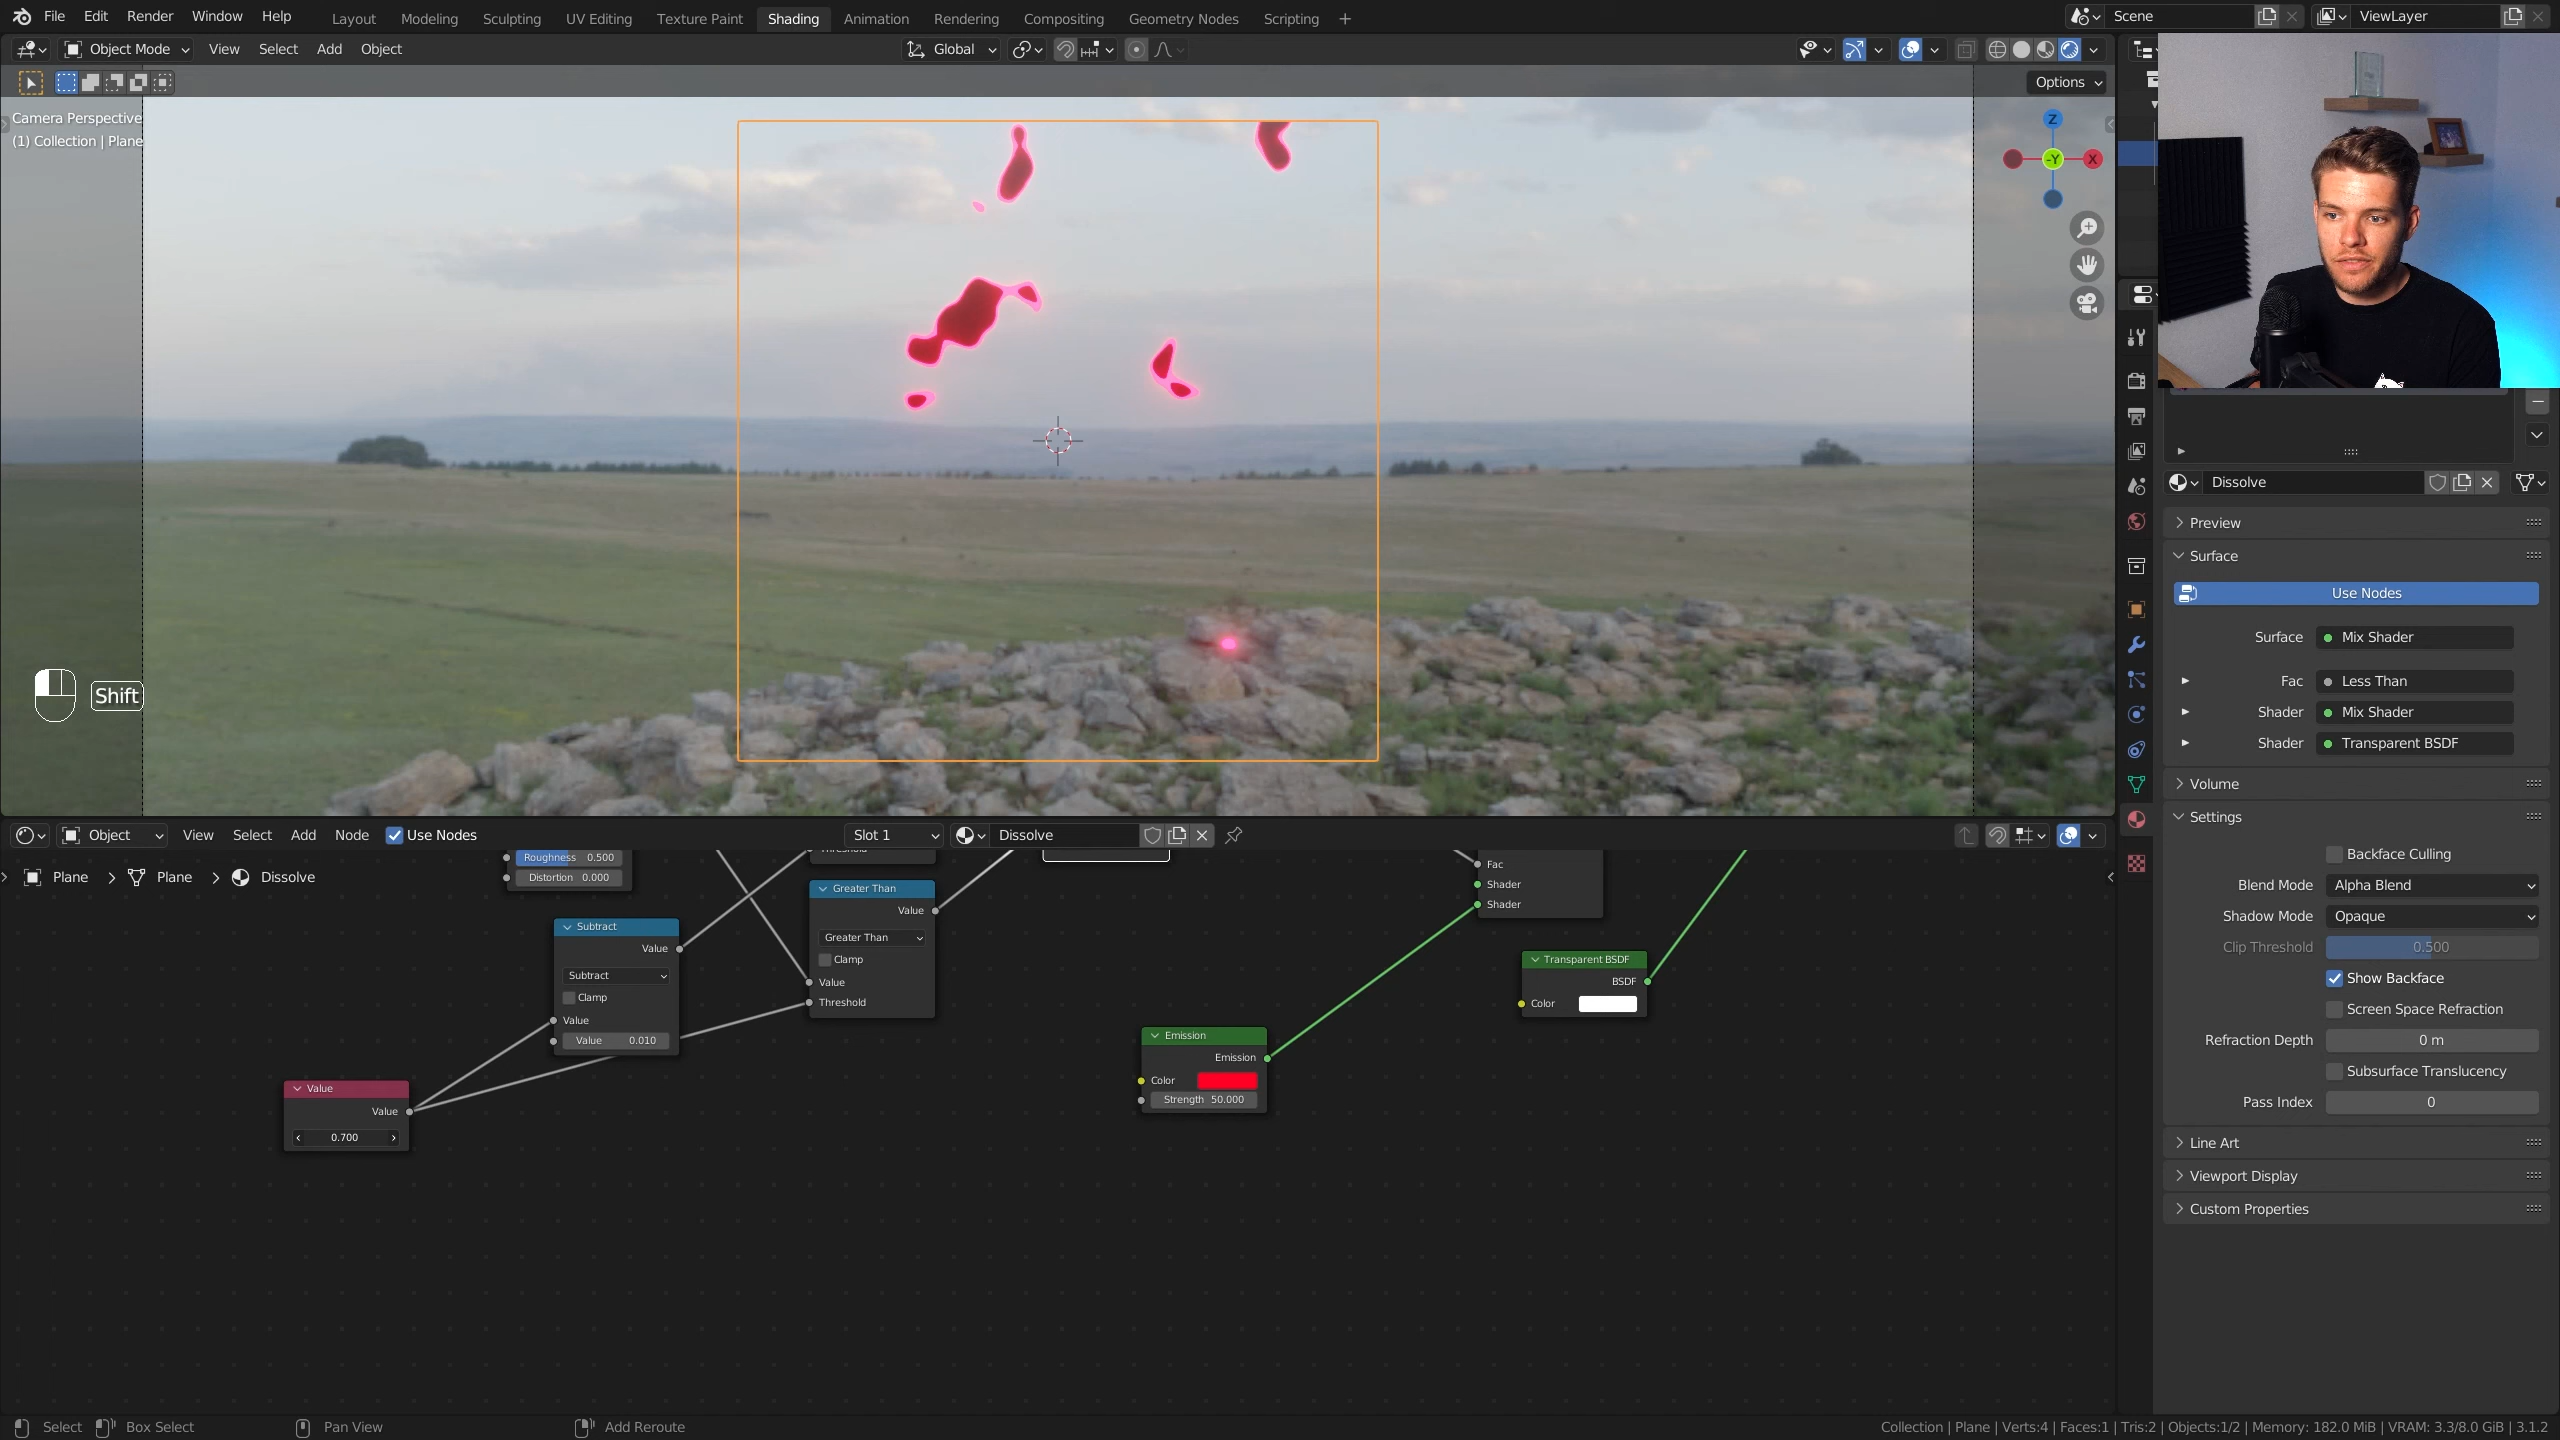 File Edit Render Window Help Layout Modeling Sculpting UV Editing Texture Paint Shading Animation Rendering Compositing Geometry Nodes Scripting + Scene ViewLayer
Object Mode View Select Add Object Global
Options
Camera Perspective
(1) Collection | Plane
Z
-Y X
Shift
Dissolve
Preview
Surface
Use Nodes
Surface Mix Shader
Fac Less Than
Shader Mix Shader
Shader Transparent BSDF
Volume
Settings
Backface Culling
Blend Mode Alpha Blend
Shadow Mode Opaque
Clip Threshold 0.500
Show Backface
Screen Space Refraction
Refraction Depth 0 m
Subsurface Translucency
Pass Index 0
Line Art
Viewport Display
Custom Properties
Object View Select Add Node Use Nodes Slot 1 Dissolve
Plane > Plane > Dissolve
Roughness 0.500
Distortion 0.000
Subtract
Value
Subtract
Clamp
Value
Value 0.010
Value
Value
0.700
Greater Than
Value
Greater Than
Clamp
Value
Threshold
Emission
Emission
Color
Strength 50.000
Fac
Shader
Shader
Transparent BSDF
BSDF
Color
Select Box Select Pan View Add Reroute Collection | Plane | Verts:4 | Faces:1 | Tris:2 | Objects:1/2 | Memory: 182.0 MiB | VRAM: 3.3/8.0 GiB | 3.1.2